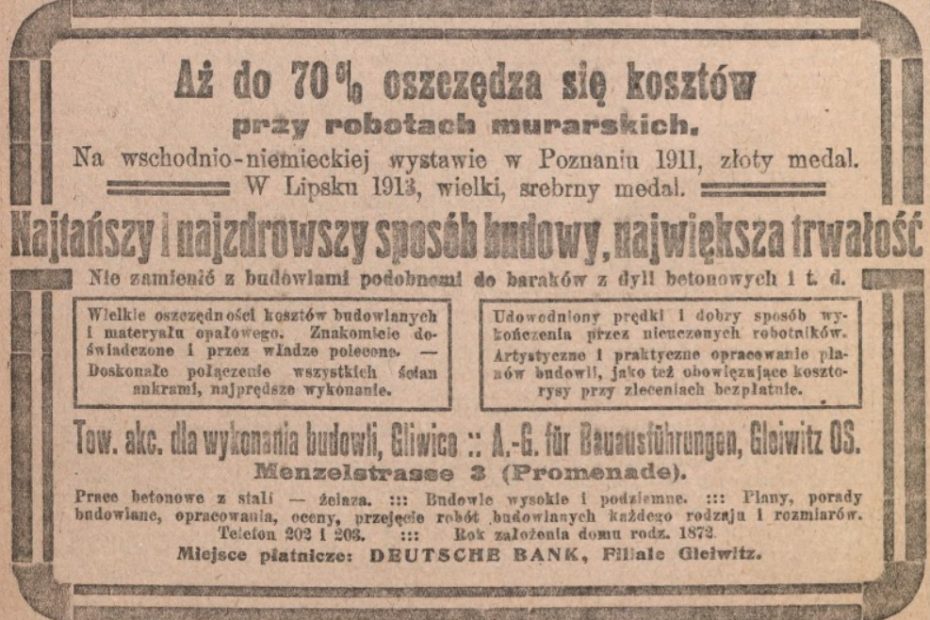 Aż do 70% oszczędza się kosztów
przy robotach murarskich.
Na wschodnio-niemieckiej wystawie w Poznaniu 1911, złoty medal.
W Lipsku 1913, wielki, srebrny medal.
Najtańszy i najzdrowszy sposób budowy, największa trwałość
Nie zamienić z budowlami podobnemi do baraków z dyli betonowych i t. d.
Wielkie oszczędności kosztów budowlanych
i materyału opałowego. Znakomicie do-
świadczone i przez władze polecone. —
Doskonałe połączenie wszystkich ścian
ankrami, najprędsze wykonanie.
Udowodniony prędki i dobry sposób wy-
kończenia przez nieuczonych robotników.
Artystyczne i praktyczne opracowanie pla-
nów budowli, jako też obowięzujące koszto-
rysy przy zleceniach bezpłatnie.
Tow. akc. dla wykonania budowli, Gliwice :: A.-G. für Bauausführungen, Gleiwitz OS.
Menzelstrasse 3 (Promenade).
Prace betonowe z stali — żelaza. ::: Budowle wysokie i podziemne. ::: Plany, porady
budowlane, opracowania, oceny, przejęcie robót budowlanych każdego rodzaju i rozmiarów.
Telefon 202 i 203. ::: Rok założenia domu rodz. 1872.
Miejsce płatnicze: DEUTSCHE BANK, Filiale Gleiwitz.